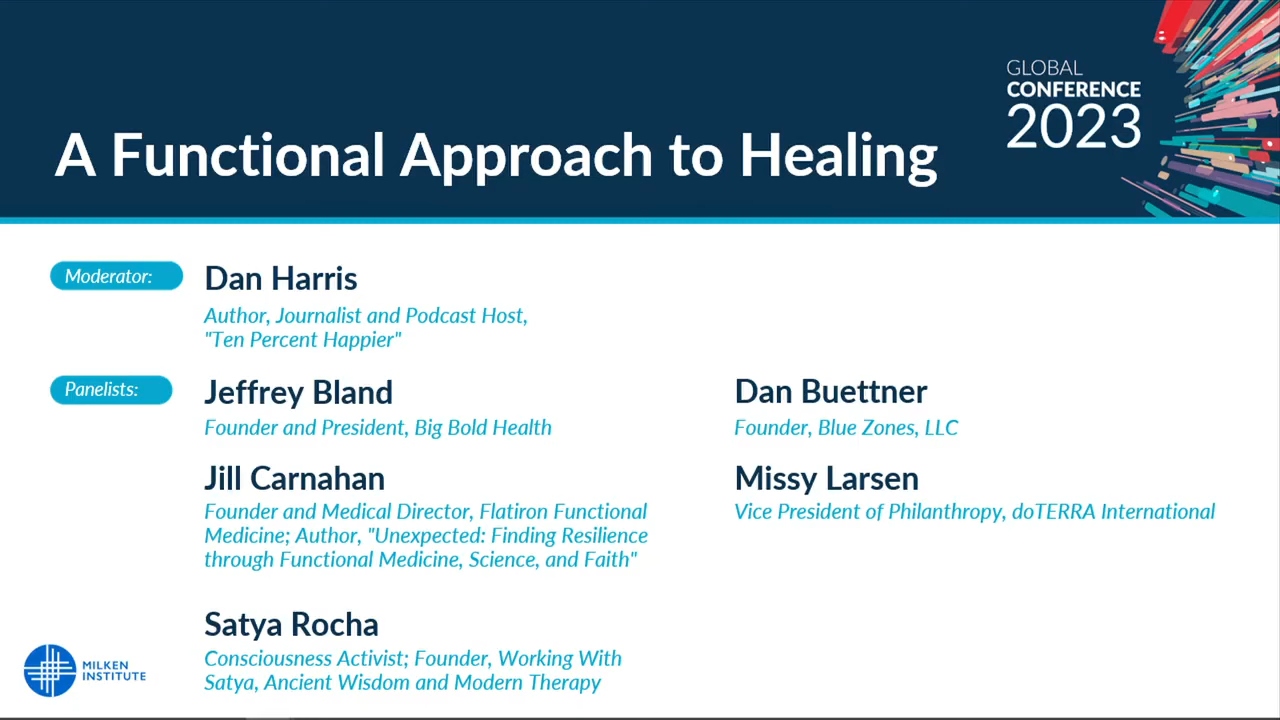 GLOBAL
CONFERENCE
2023
A Functional Approach to Healing
Moderator:
Dan Harris
Author, Journalist and Podcast Host,
"Ten Percent Happier"
Panelists:
Jeffrey Bland
Founder and President, Big Bold Health
Dan Buettner
Founder, Blue Zones, LLC
Jill Carnahan
Founder and Medical Director, Flatiron Functional
Medicine; Author, "Unexpected: Finding Resilience
through Functional Medicine, Science, and Faith"
Missy Larsen
Vice President of Philanthropy, doTERRA International
Satya Rocha
Consciousness Activist; Founder, Working With
Satya, Ancient Wisdom and Modern Therapy
MILKEN
INSTITUTE